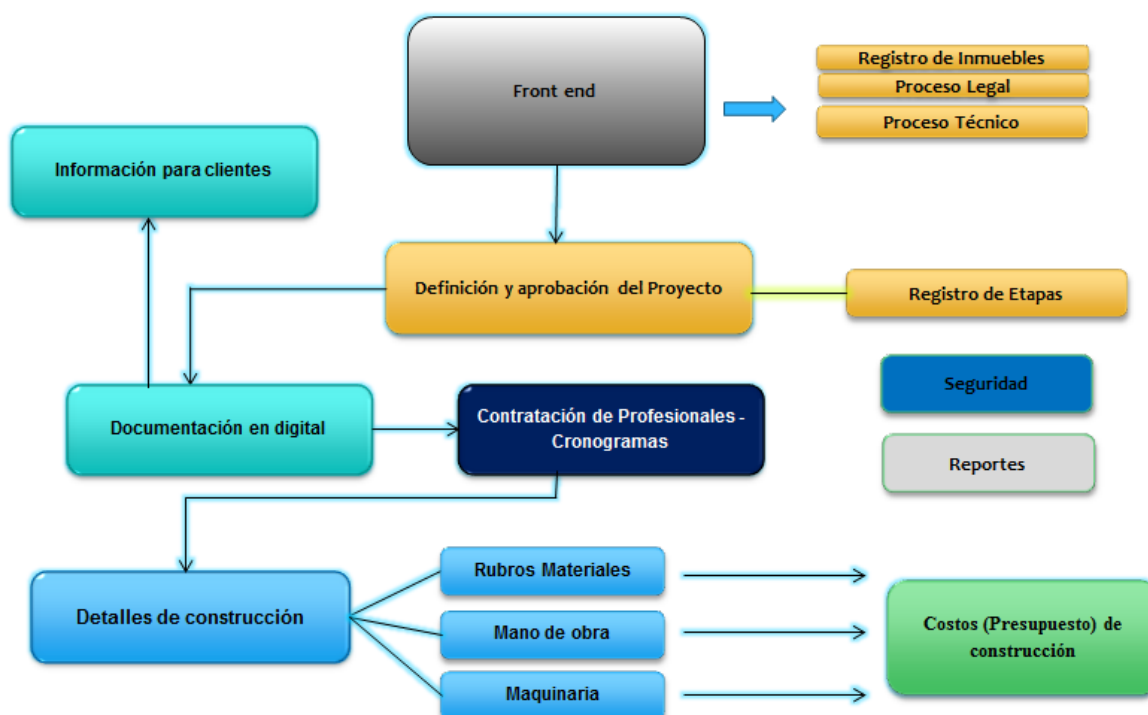 Front end
Registro de Inmuebles
Proceso Legal
Proceso Técnico
Información para clientes
Definición y aprobación del Proyecto
Registro de Etapas
Seguridad
Documentación en digital
Contratación de Profesionales -
Cronogramas
Reportes
Rubros Materiales
Detalles de construcción
Mano de obra
Maquinaria
Costos (Presupuesto) de
construcción